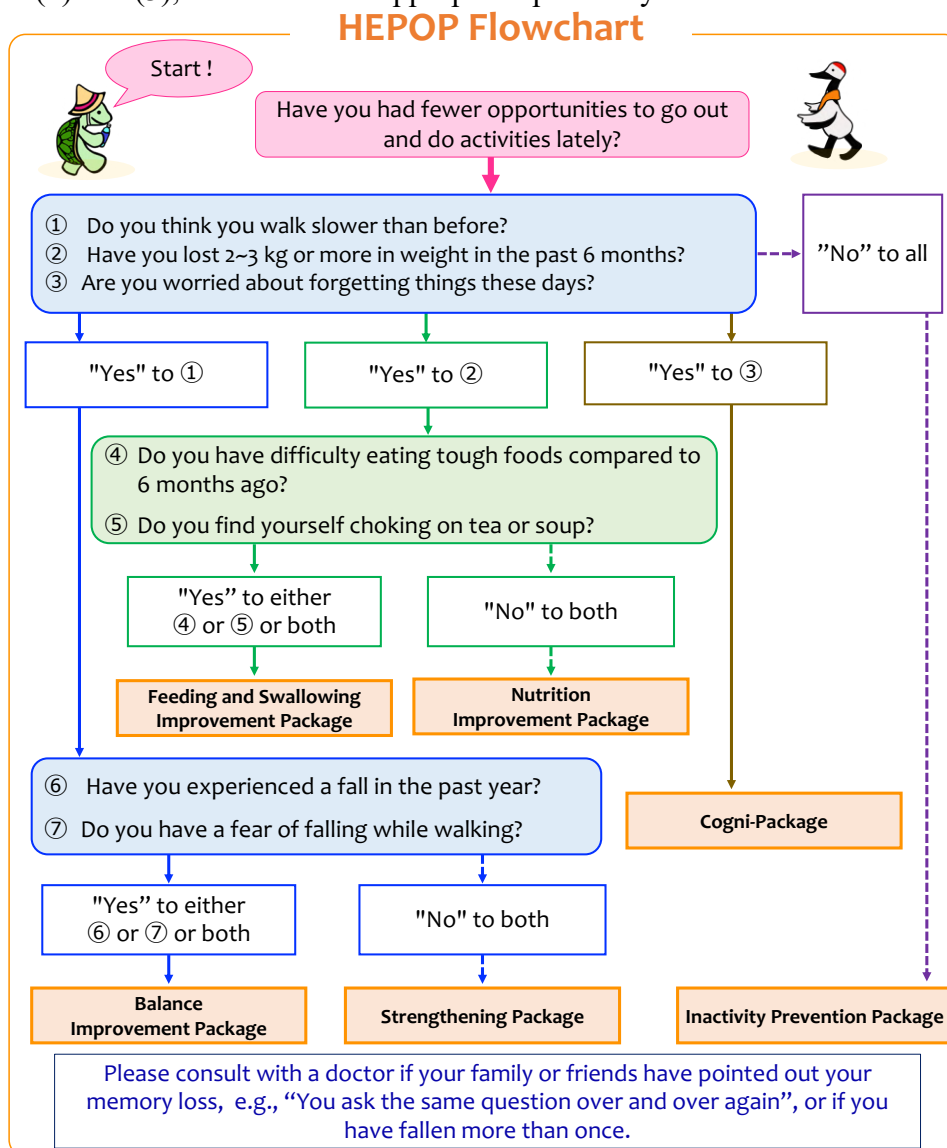 HEPOP Flowchart
Start !
Have you had fewer opportunities to go out
and do activities lately?
① Do you think you walk slower than before?
② Have you lost 2~3 kg or more in weight in the past 6 months?
③ Are you worried about forgetting things these days?
”No” to all
"Yes" to ①
"Yes" to ②
"Yes" to ③
④ Do you have difficulty eating tough foods compared to
6 months ago?
⑤ Do you find yourself choking on tea or soup?
"Yes” to either
④ or ⑤ or both
"No" to both
Feeding and Swallowing
Improvement Package
Nutrition
Improvement Package
⑥ Have you experienced a fall in the past year?
⑦ Do you have a fear of falling while walking?
Cogni-Package
"Yes” to either
⑥ or ⑦ or both
"No" to both
Balance
Improvement Package
Strengthening Package
Inactivity Prevention Package
Please consult with a doctor if your family or friends have pointed out your
memory loss, e.g., “You ask the same question over and over again”, or if you
have fallen more than once.